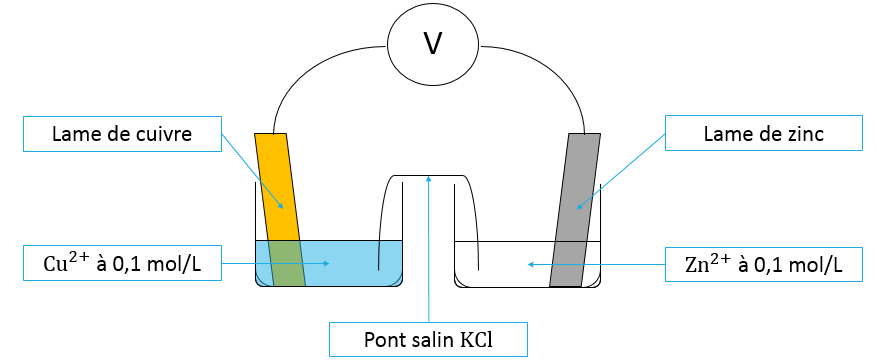 V
Lame de cuivre
Lame de zinc
Cu²⁺ à 0,1 mol/L
Zn²⁺ à 0,1 mol/L
Pont salin KCl